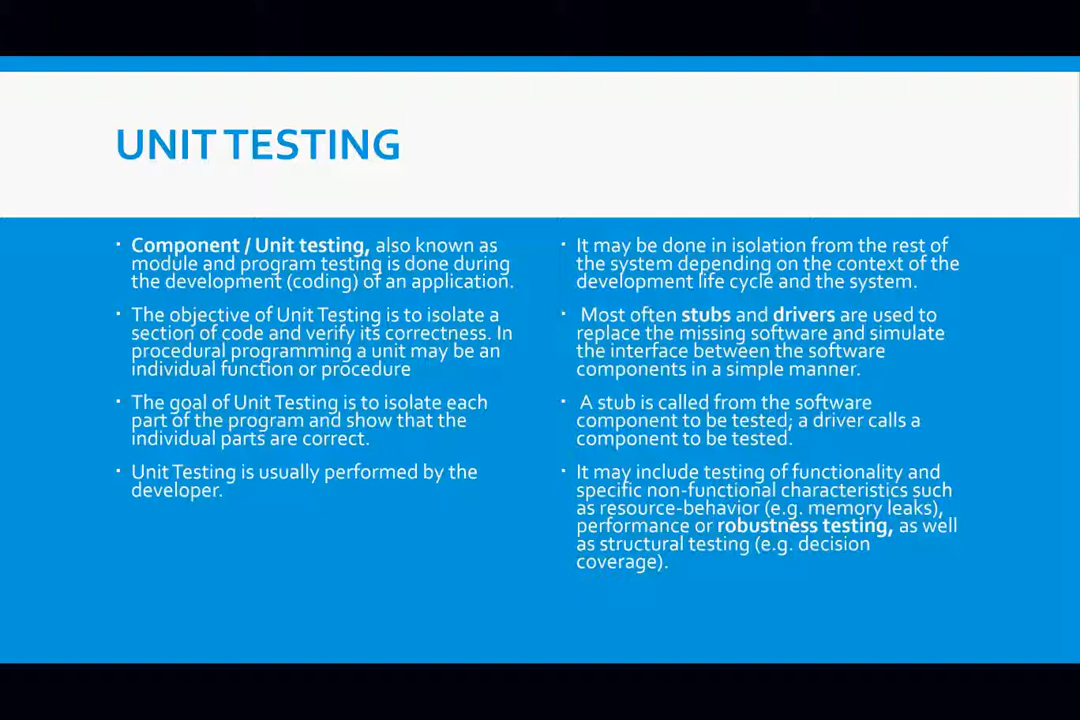 UNIT TESTING
· Component / Unit testing, also known as
module and program testing is done during
the development (coding) of an application.
· The objective of Unit Testing is to isolate a
section of code and verify its correctness. In
procedural programming a unit may be an
individual function or procedure
· The goal of Unit Testing is to isolate each
part of the program and show that the
individual parts are correct.
· Unit Testing is usually performed by the
developer.
· It may be done in isolation from the rest of
the system depending on the context of the
development life cycle and the system.
· Most often stubs and drivers are used to
replace the missing software and simulate
the interface between the software
components in a simple manner.
· A stub is called from the software
component to be tested; a driver calls a
component to be tested.
· It may include testing of functionality and
specific non-functional characteristics such
as resource-behavior (e.g. memory leaks),
performance or robustness testing, as well
as structural testing (e.g. decision
coverage).